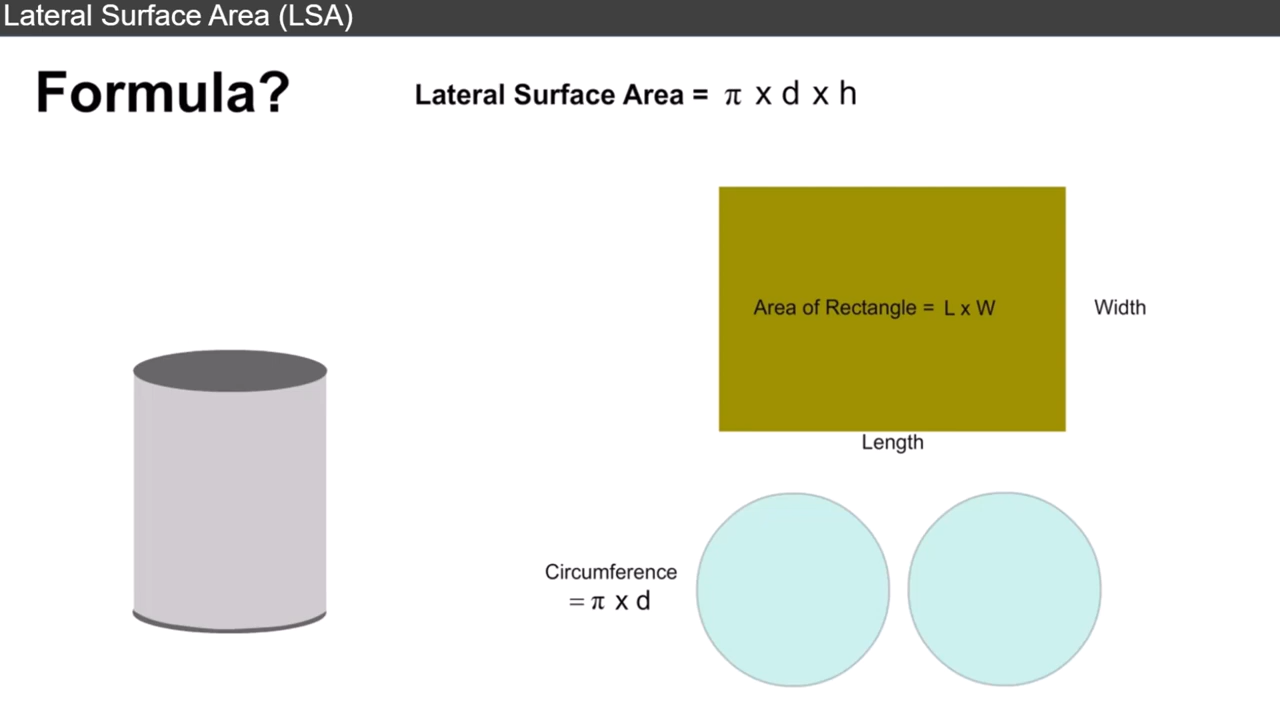 Lateral Surface Area (LSA)
Formula?
Lateral Surface Area = π x d x h
Area of Rectangle = L x W
Width
Length
Circumference
= π x d